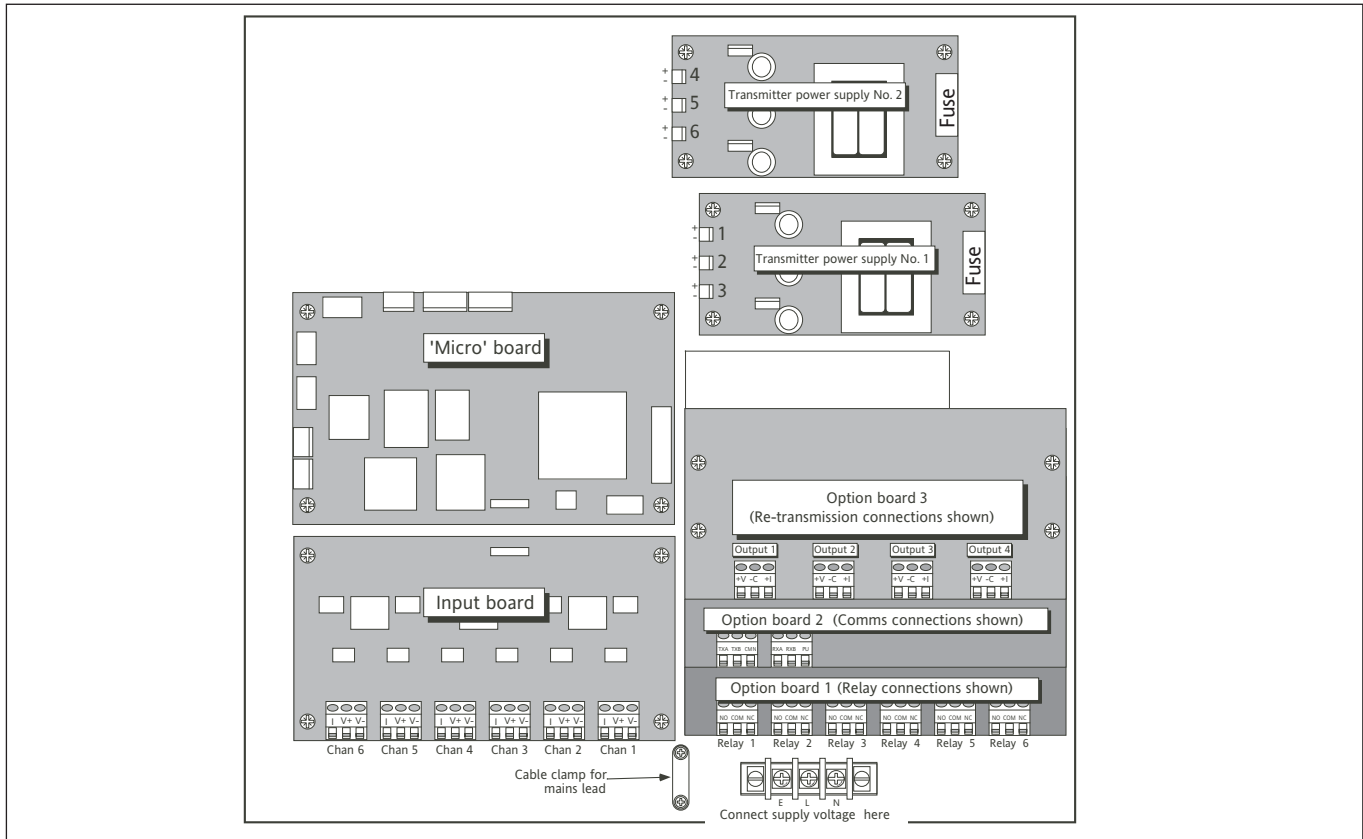 +
- 4
Transmitter power supply No. 2
+
- 5
+
- 6
Fuse
+
- 1
Transmitter power supply No. 1
+
- 2
+
- 3
Fuse
'Micro' board
Option board 3
(Re-transmission connections shown)
Output 1 Output 2 Output 3 Output 4
+V -C +I +V -C +I +V -C +I +V -C +I
Input board
Option board 2 (Comms connections shown)
TXA TXB CMN RXA RXB PU
Option board 1 (Relay connections shown)
I V+ V- I V+ V- I V+ V- I V+ V- I V+ V- I V+ V-
Chan 6 Chan 5 Chan 4 Chan 3 Chan 2 Chan 1
NO COM NC NO COM NC NO COM NC NO COM NC NO COM NC NO COM NC
Relay 1 Relay 2 Relay 3 Relay 4 Relay 5 Relay 6
Cable clamp for
mains lead
E L N
Connect supply voltage here